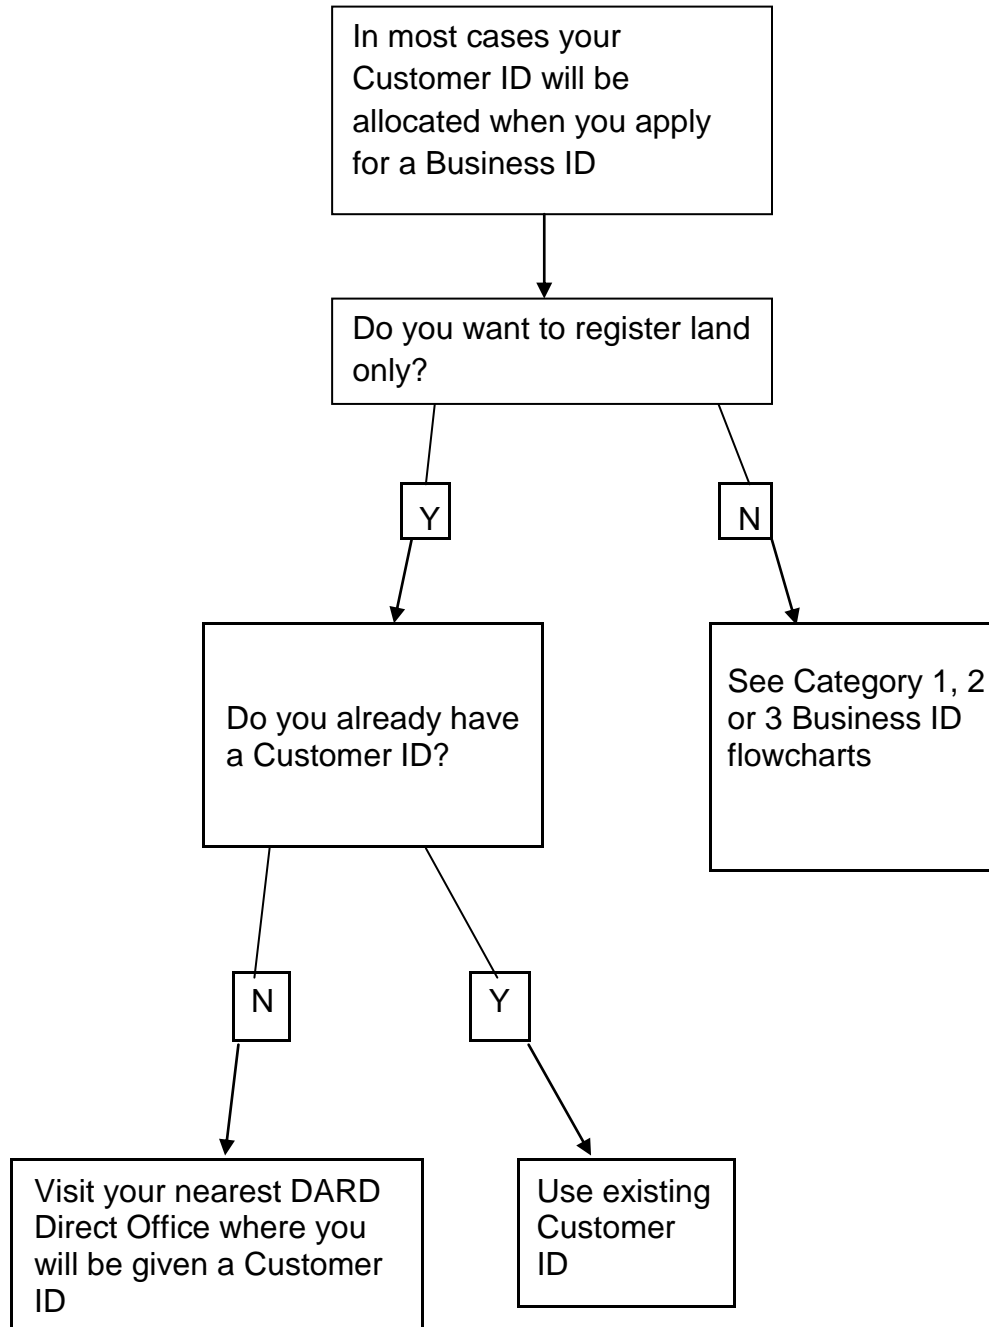 In most cases your
Customer ID will be
allocated when you apply
for a Business ID
Do you want to register land
only?
Y
N
Do you already have
a Customer ID?
See Category 1, 2
or 3 Business ID
flowcharts
N
Y
Visit your nearest DARD
Direct Office where you
will be given a Customer
ID
Use existing
Customer
ID